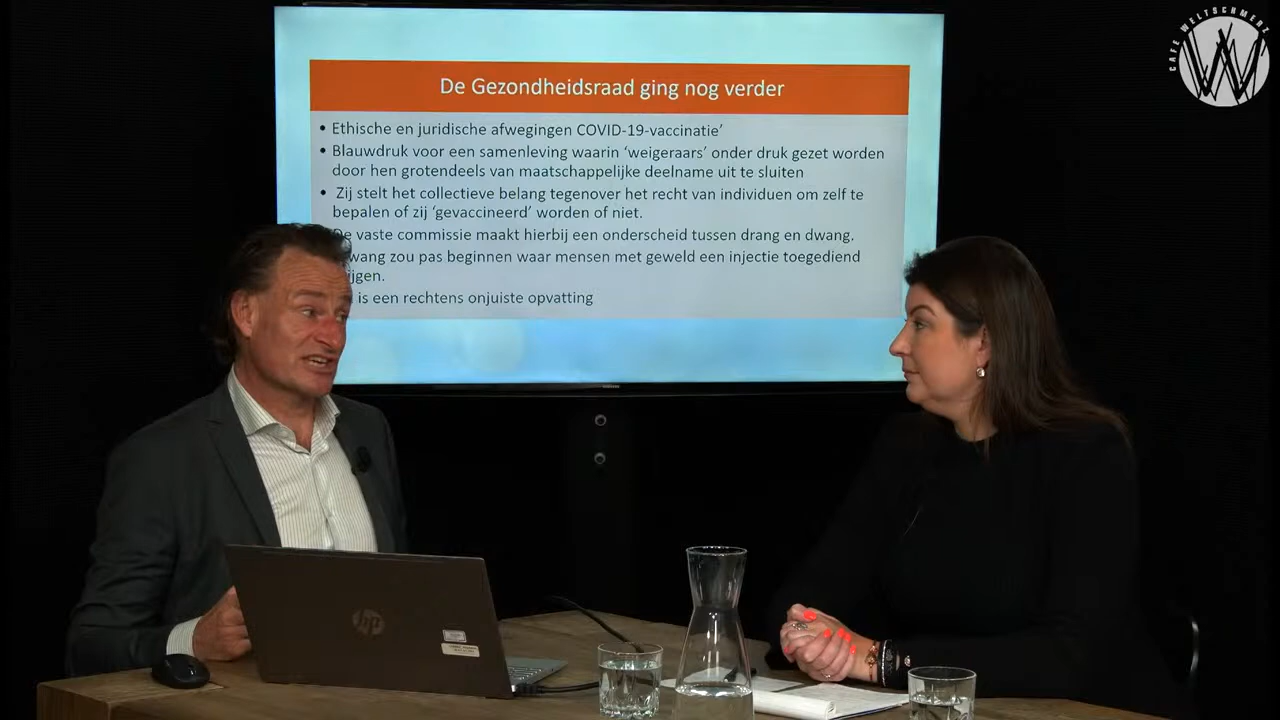 CAFE WELTSCHMERZ
De Gezondheidsraad ging nog verder
• Ethische en juridische afwegingen COVID-19-vaccinatie’
• Blauwdruk voor een samenleving waarin ‘weigeraars’ onder druk gezet worden
door hen grotendeels van maatschappelijke deelname uit te sluiten
• Zij stelt het collectieve belang tegenover het recht van individuen om zelf te
bepalen of zij ‘gevaccineerd’ worden of niet.
De vaste commissie maakt hierbij een onderscheid tussen drang en dwang.
wang zou pas beginnen waar mensen met geweld een injectie toegediend
ijgen.
is een rechtens onjuiste opvatting
hp